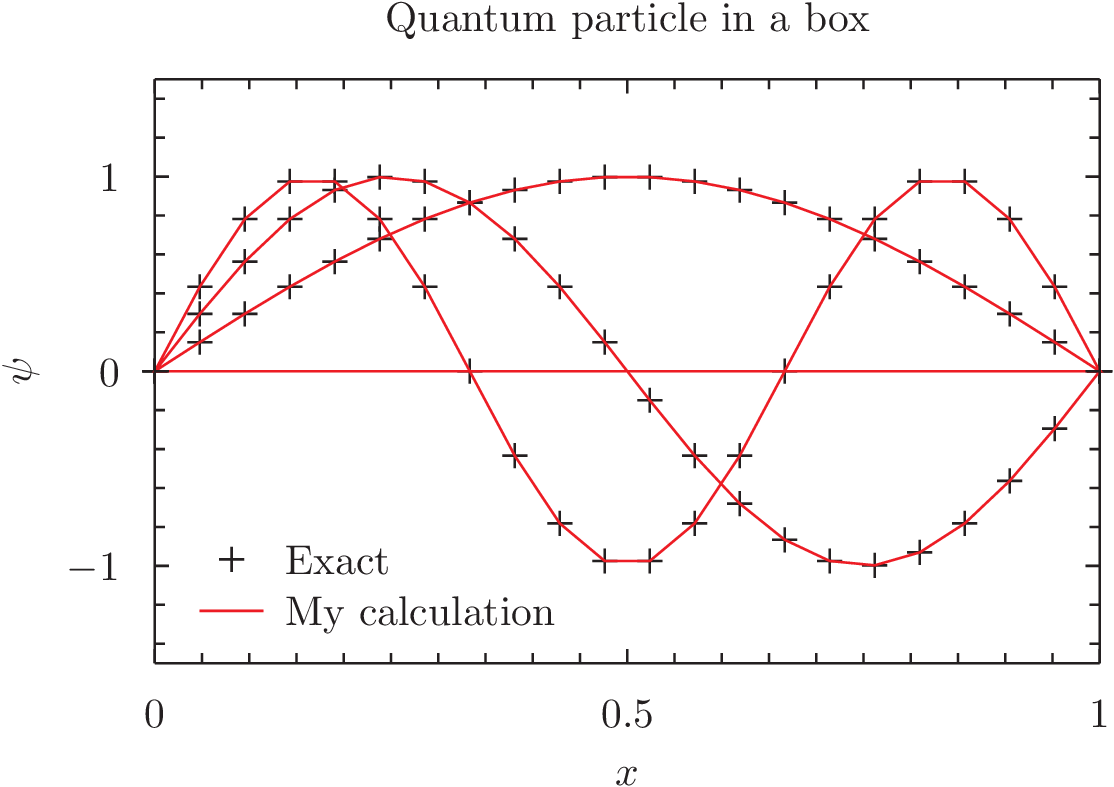 Quantum particle in a box
1
0
−1
ψ
Exact
My calculation
0 0.5 1
x